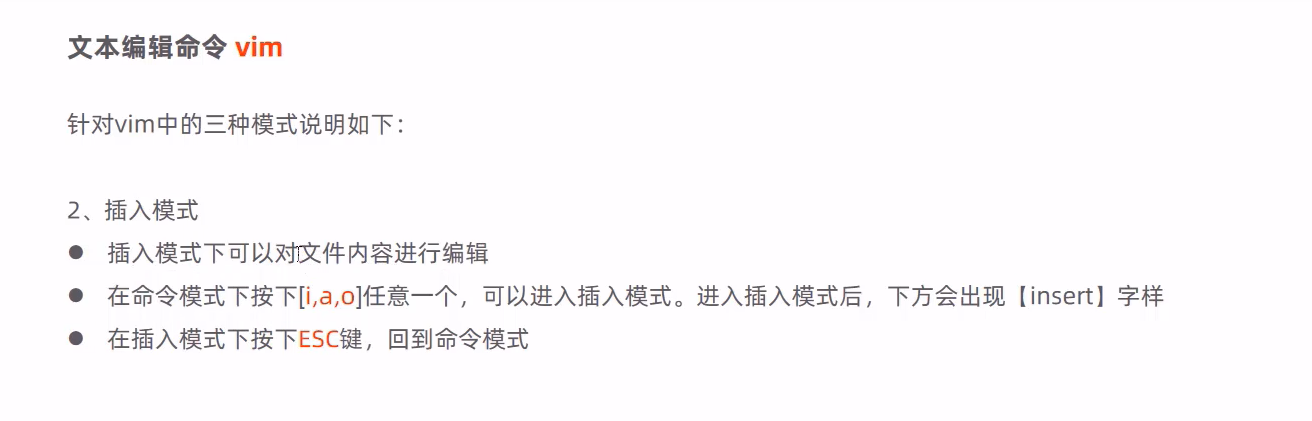 文本编辑命令 vim
针对vim中的三种模式说明如下：
2、插入模式
● 插入模式下可以对文件内容进行编辑
● 在命令模式下按下[i,a,o]任意一个，可以进入插入模式。进入插入模式后，下方会出现【insert】字样
● 在插入模式下按下ESC键，回到命令模式